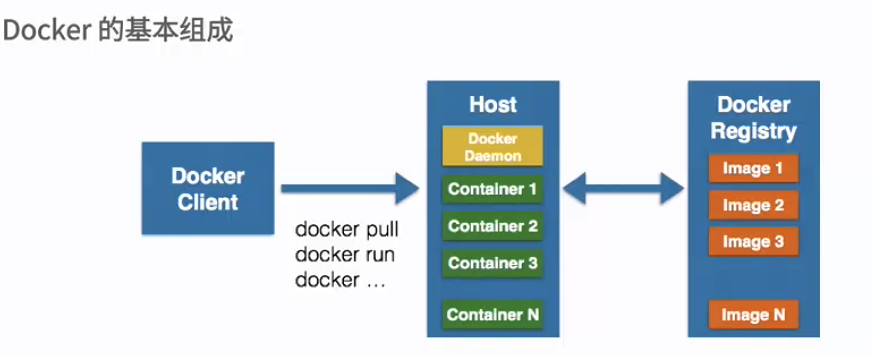 Docker 的基本组成
Docker
Client
docker pull
docker run
docker ...
Host
Docker
Daemon
Container 1
Container 2
Container 3
Container N
Docker
Registry
Image 1
Image 2
Image 3
Image N